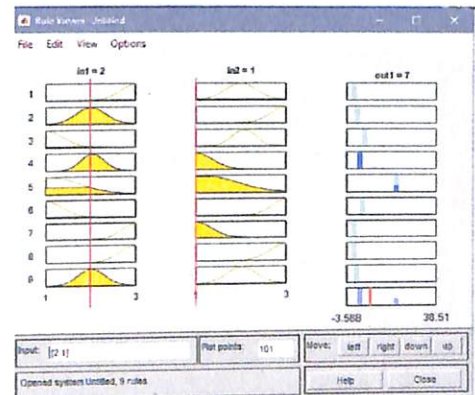 Rule Viewer: Untitled
File Edit View Options
in1 = 2 in2 = 1 out1 = 7
1
2
3
4
5
6
7
8
9
1 3 1 3
-3.588 38.51
Input: [2 1] Plot points: 101 Move: left right down up
Opened system Untitled, 9 rules Help Close